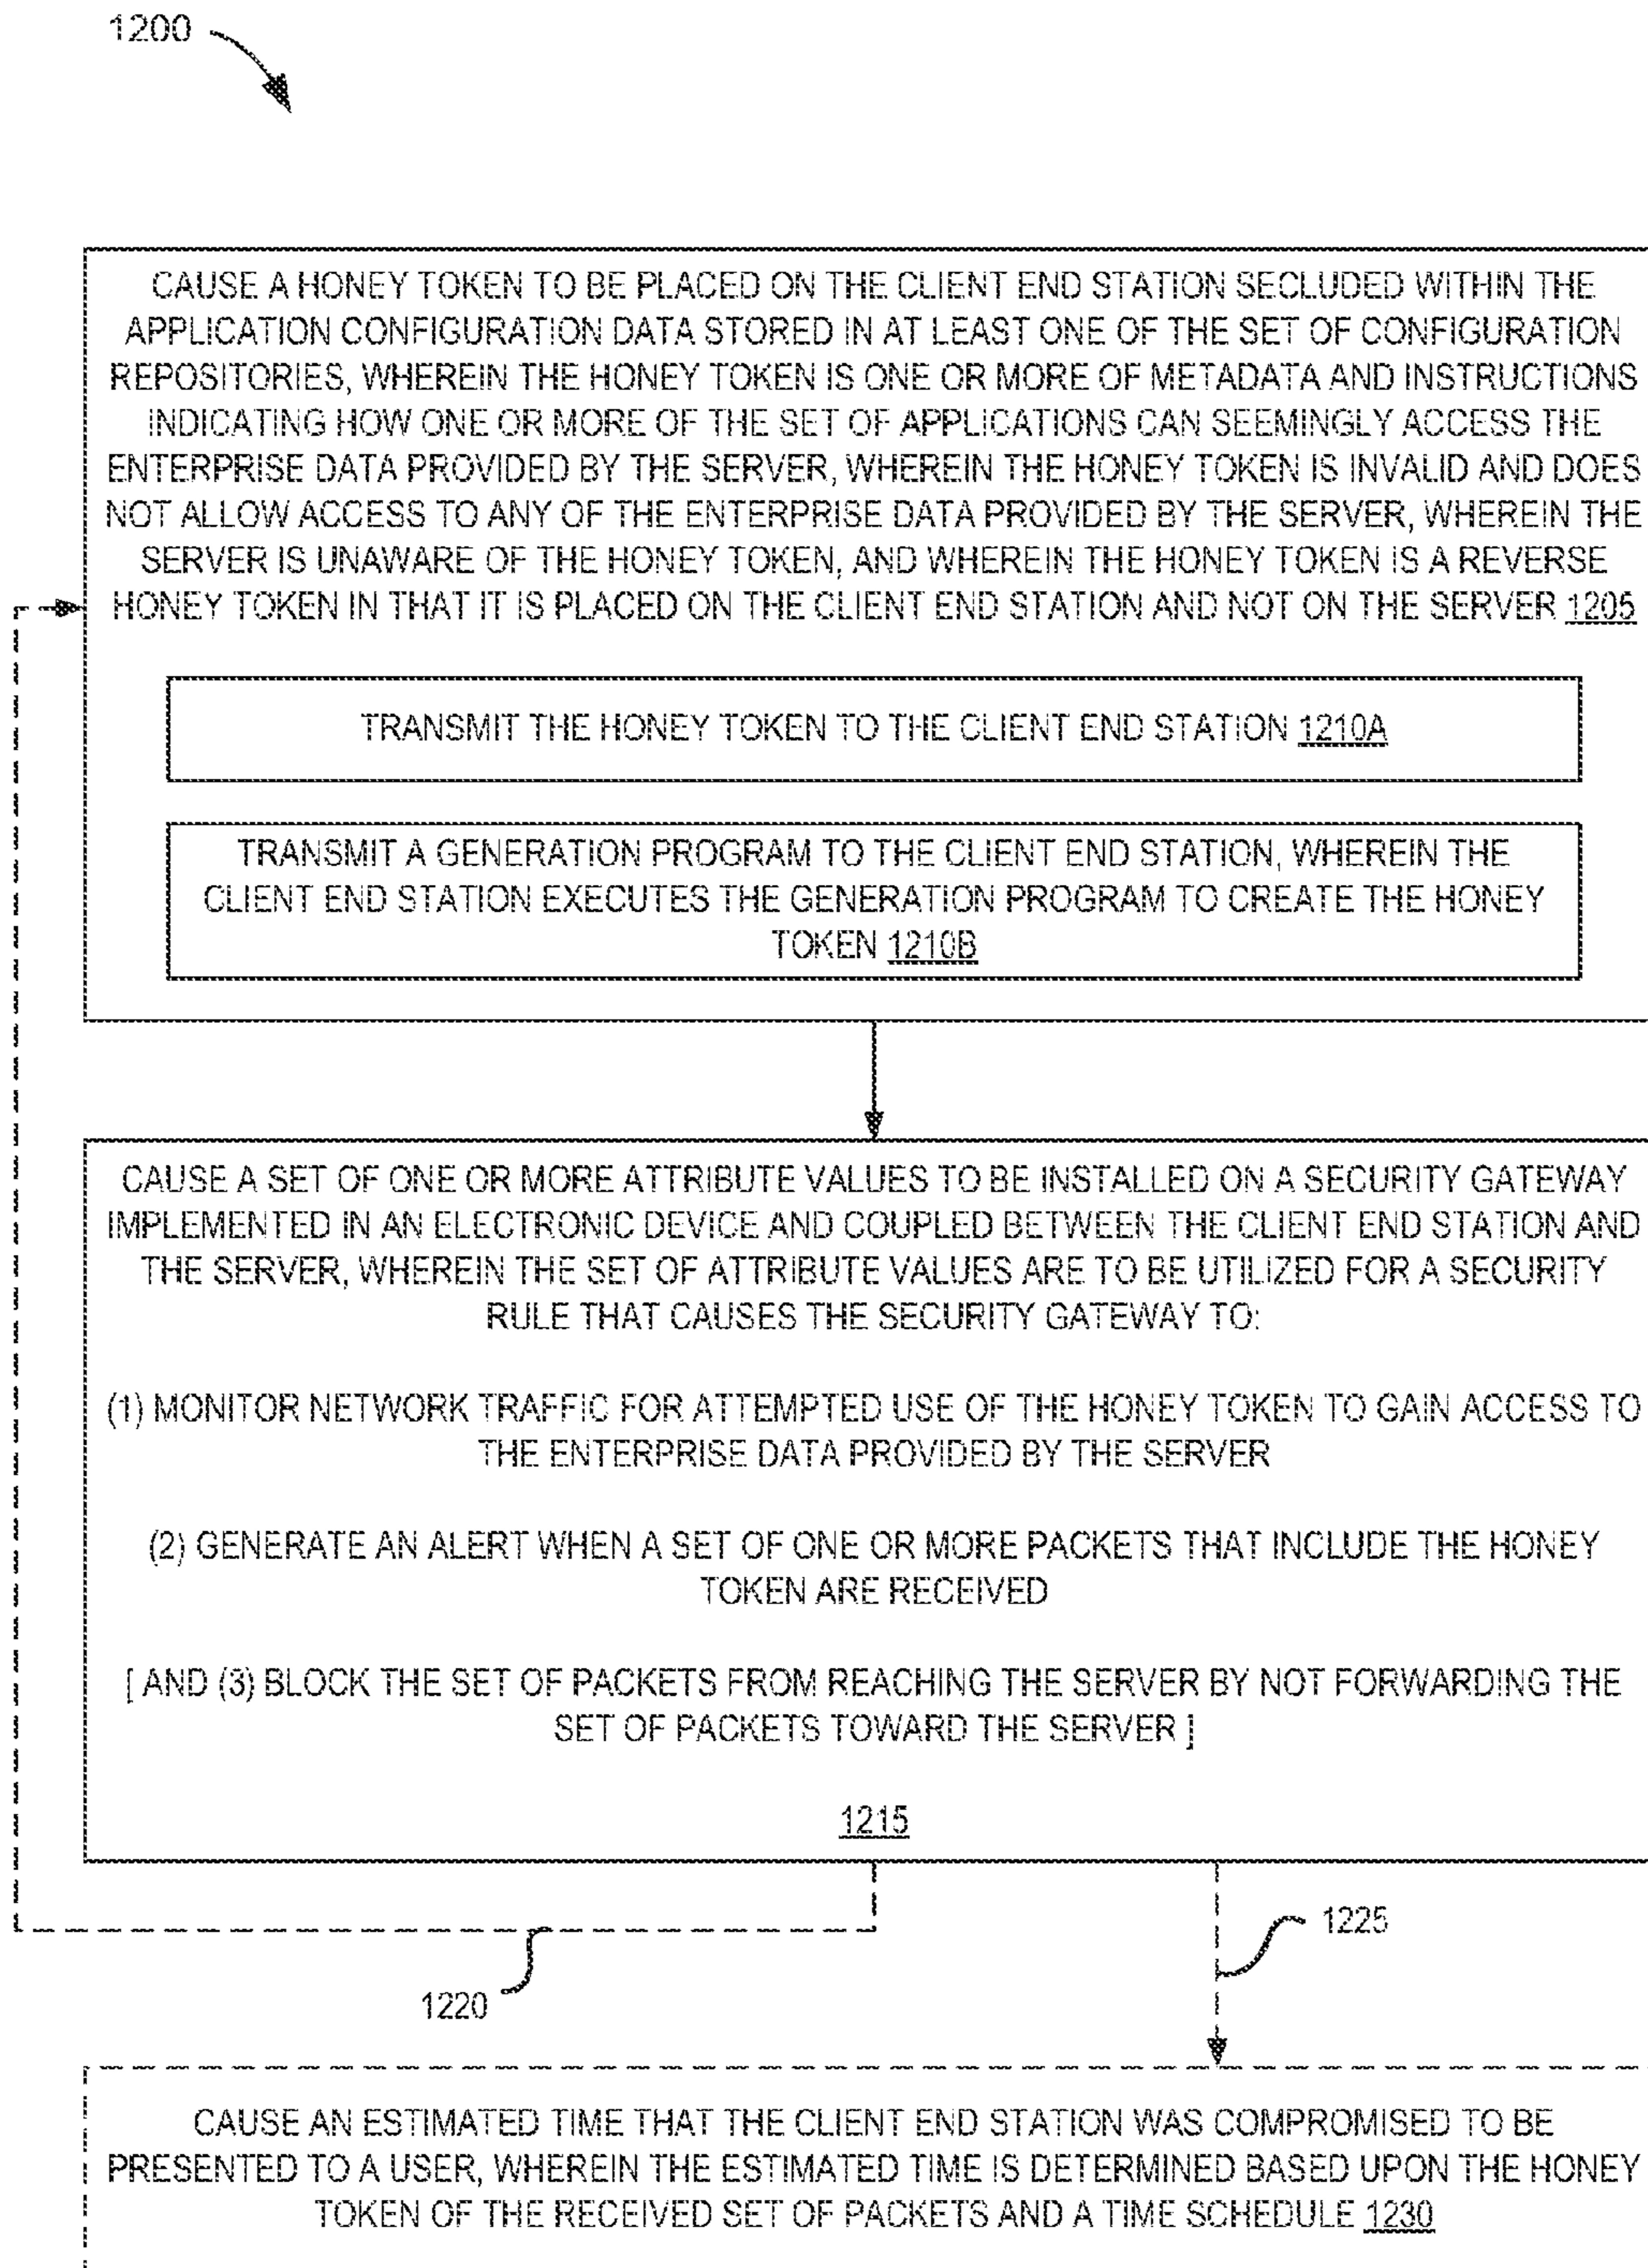 1200
CAUSE A HONEY TOKEN TO BE PLACED ON THE CLIENT END STATION SECLUDED WITHIN THE
APPLICATION CONFIGURATION DATA STORED IN AT LEAST ONE OF THE SET OF CONFIGURATION
REPOSITORIES, WHEREIN THE HONEY TOKEN IS ONE OR MORE OF METADATA AND INSTRUCTIONS
INDICATING HOW ONE OR MORE OF THE SET OF APPLICATIONS CAN SEEMINGLY ACCESS THE
ENTERPRISE DATA PROVIDED BY THE SERVER, WHEREIN THE HONEY TOKEN IS INVALID AND DOES
NOT ALLOW ACCESS TO ANY OF THE ENTERPRISE DATA PROVIDED BY THE SERVER, WHEREIN THE
SERVER IS UNAWARE OF THE HONEY TOKEN, AND WHEREIN THE HONEY TOKEN IS A REVERSE
HONEY TOKEN IN THAT IT IS PLACED ON THE CLIENT END STATION AND NOT ON THE SERVER 1205
TRANSMIT THE HONEY TOKEN TO THE CLIENT END STATION 1210A
TRANSMIT A GENERATION PROGRAM TO THE CLIENT END STATION, WHEREIN THE
CLIENT END STATION EXECUTES THE GENERATION PROGRAM TO CREATE THE HONEY
TOKEN 1210B
CAUSE A SET OF ONE OR MORE ATTRIBUTE VALUES TO BE INSTALLED ON A SECURITY GATEWAY
IMPLEMENTED IN AN ELECTRONIC DEVICE AND COUPLED BETWEEN THE CLIENT END STATION AND
THE SERVER, WHEREIN THE SET OF ATTRIBUTE VALUES ARE TO BE UTILIZED FOR A SECURITY
RULE THAT CAUSES THE SECURITY GATEWAY TO:
(1) MONITOR NETWORK TRAFFIC FOR ATTEMPTED USE OF THE HONEY TOKEN TO GAIN ACCESS TO
THE ENTERPRISE DATA PROVIDED BY THE SERVER
(2) GENERATE AN ALERT WHEN A SET OF ONE OR MORE PACKETS THAT INCLUDE THE HONEY
TOKEN ARE RECEIVED
[ AND (3) BLOCK THE SET OF PACKETS FROM REACHING THE SERVER BY NOT FORWARDING THE
SET OF PACKETS TOWARD THE SERVER ]
1215
1225
1220
CAUSE AN ESTIMATED TIME THAT THE CLIENT END STATION WAS COMPROMISED TO BE
PRESENTED TO A USER, WHEREIN THE ESTIMATED TIME IS DETERMINED BASED UPON THE HONEY
TOKEN OF THE RECEIVED SET OF PACKETS AND A TIME SCHEDULE 1230